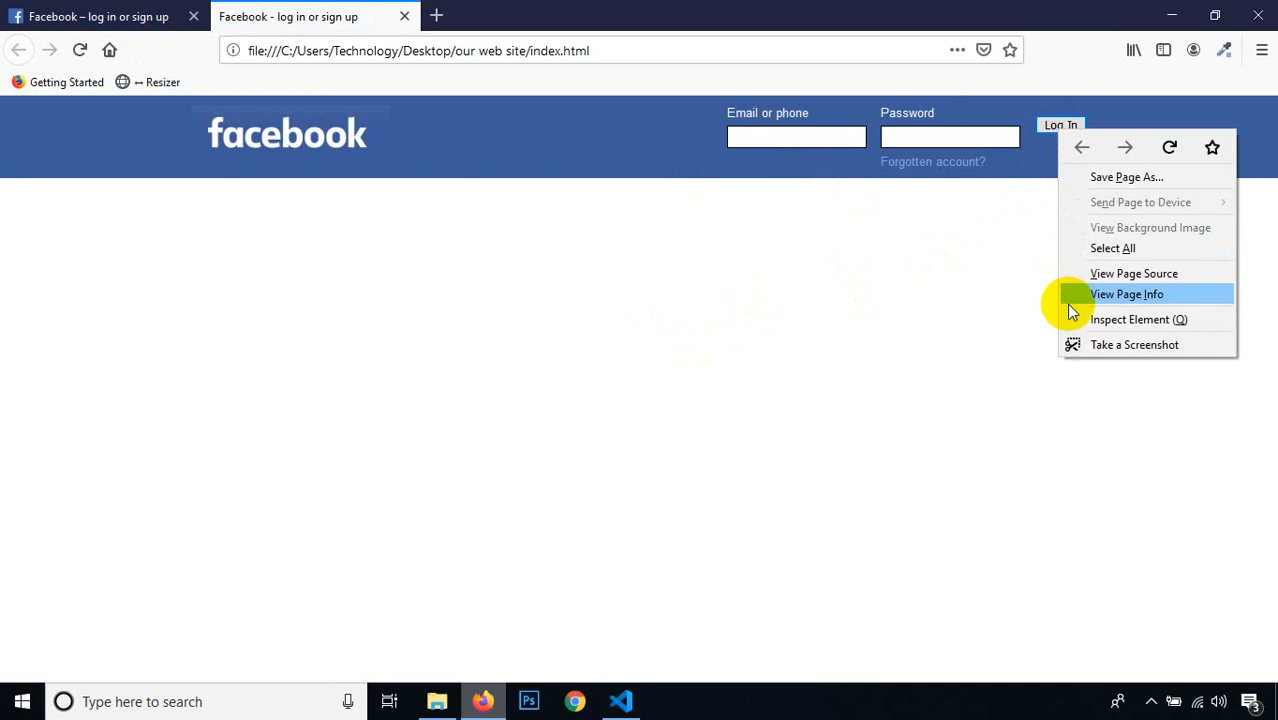 Facebook – log in or sign up
Facebook - log in or sign up
file:///C:/Users/Technology/Desktop/our web site/index.html
Getting Started
Resizer
facebook
Email or phone
Password
Log In
Forgotten account?
Save Page As...
Send Page to Device
View Background Image
Select All
View Page Source
View Page Info
Inspect Element (Q)
Take a Screenshot
Type here to search
Ps
3